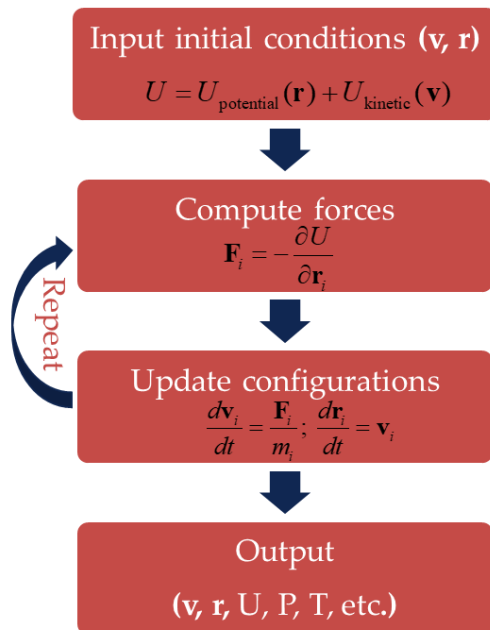 Input initial conditions (v, r)
U = U_potential(r) + U_kinetic(v)
Compute forces
F_i = -∂U/∂r_i
Repeat
Update configurations
dv_i/dt = F_i/m_i; dr_i/dt = v_i
Output
(v, r, U, P, T, etc.)